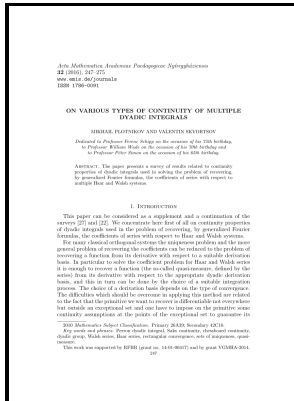 Acta Mathematica Academiae Paedagogicae Nyíregyháziensis
32 (2016), 247–275
www.emis.de/journals
ISSN 1786-0091
ON VARIOUS TYPES OF CONTINUITY OF MULTIPLE
DYADIC INTEGRALS
MIKHAIL PLOTNIKOV AND VALENTIN SKVORTSOV
Dedicated to Professor Ferenc Schipp on the occasion of his 75th birthday,
to Professor William Wade on the occasion of his 70th birthday and
to Professor Péter Simon on the occasion of his 65th birthday.
Abstract. The paper presents a survey of results related to continuity
properties of dyadic integrals used in solving the problem of recovering,
by generalized Fourier formulas, the coefficients of series with respect to
multiple Haar and Walsh systems.
1. Introduction
This paper can be considered as a supplement and a continuation of the
surveys [27] and [22]. We concentrate here first of all on continuity properties
of dyadic integrals used in the problem of recovering, by generalized Fourier
formulas, the coefficients of series with respect to Haar and Walsh systems.
For many classical orthogonal systems the uniqueness problem and the more
general problem of recovering the coefficients can be reduced to the problem of
recovering a function from its derivative with respect to a suitable derivation
basis. In particular to solve the coefficient problem for Haar and Walsh series
it is enough to recover a function (the so-called quasi-measure, defined by the
series) from its derivative with respect to the appropriate dyadic derivation
basis, and this in turn can be done by the choice of a suitable integration
process. The choice of a derivation basis depends on the type of convergence.
The difficulties which should be overcome in applying this method are related
to the fact that the primitive we want to recover is differentiable not everywhere
but outside an exceptional set and one have to impose on the primitive some
continuity assumptions at the points of the exceptional set to guarantee its
2010 Mathematics Subject Classification. Primary 26A39; Secondary 42C10.
Key words and phrases. Perron dyadic integral, Saks continuity, chessboard continuity,
dyadic group, Walsh series, Haar series, rectangular convergence, sets of uniqueness, quasi-
measure.
This work was supported by RFBR (grant no. 14-01-00417) and by grant VGMHA-2014.
247